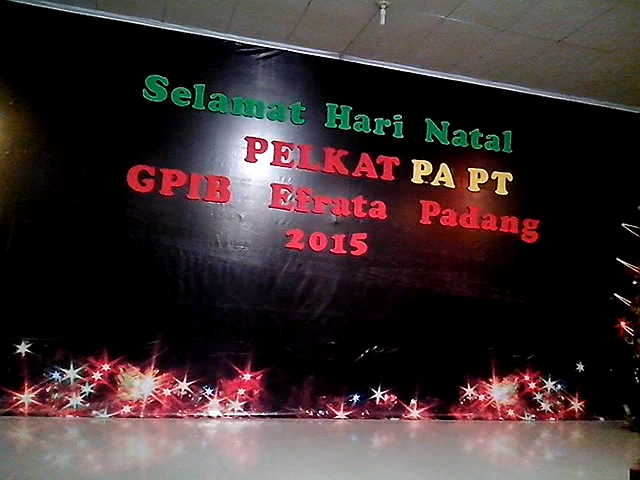 Selamat Hari Natal
PELKAT PA PT
GPIB Efrata Padang
2015